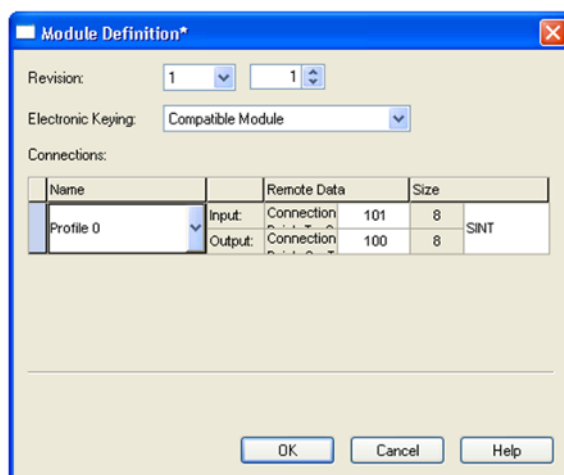 Module Definition*
Revision: 1 1
Electronic Keying: Compatible Module
Connections:
Name Remote Data Size
Profile 0 Input: Connection 101 8 SINT
Output: Connection 100 8
OK Cancel Help